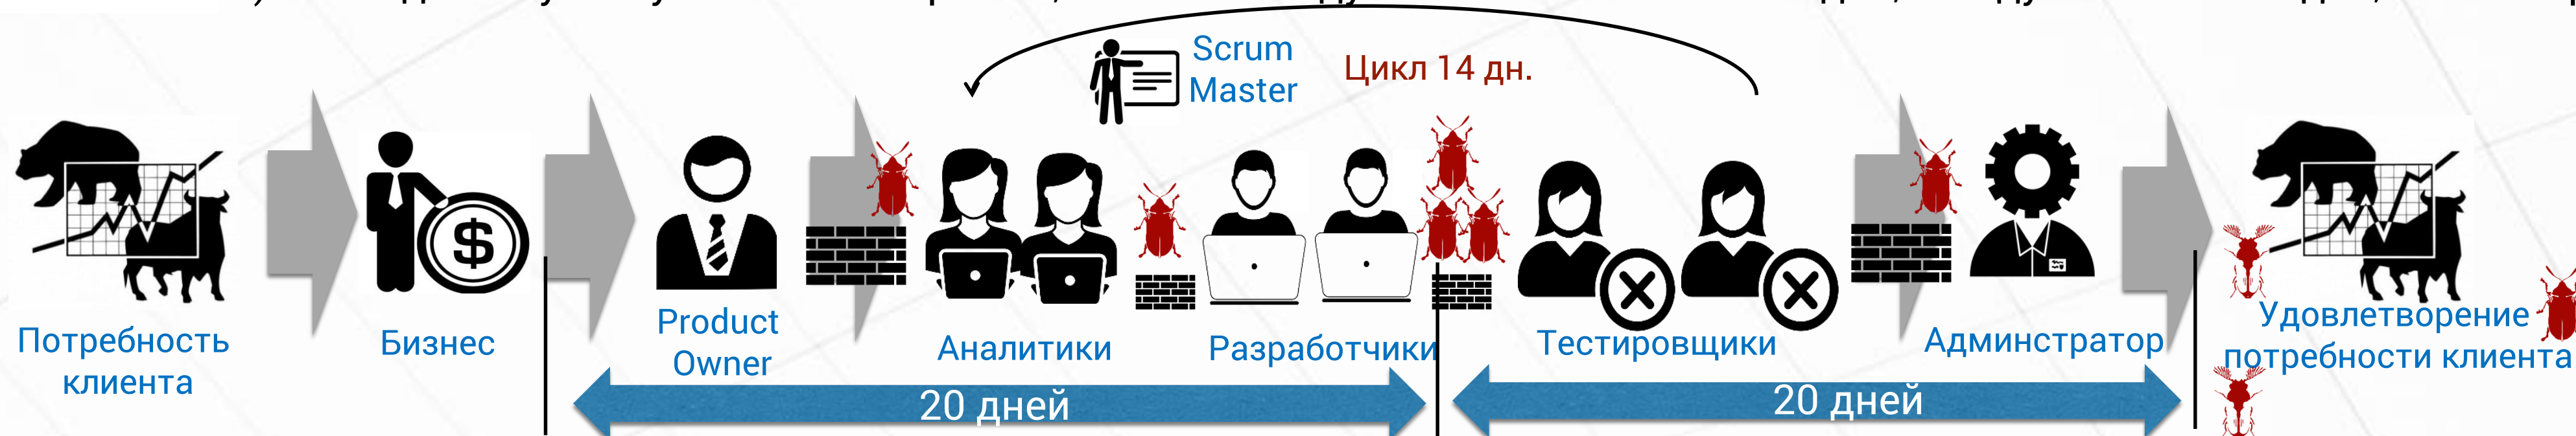 Scrum
Master
Цикл 14 дн.
Потребность
клиента
Бизнес
Product
Owner
Аналитики
Разработчики
Тестировщики
Админстратор
Удовлетворение
потребности клиента
20 дней
20 дней